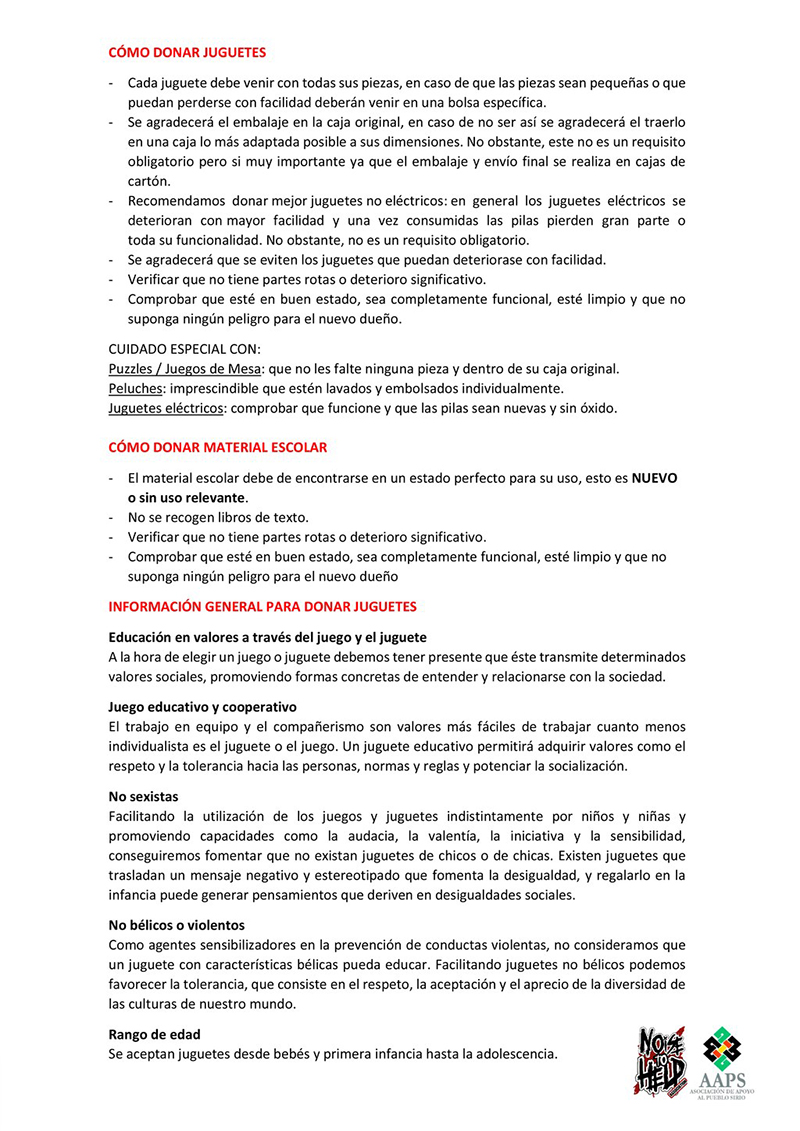 CÓMO DONAR JUGUETES
- Cada juguete debe venir con todas sus piezas, en caso de que las piezas sean pequeñas o que
puedan perderse con facilidad deberán venir en una bolsa específica.
- Se agradecerá el embalaje en la caja original, en caso de no ser así se agradecerá el traerlo
en una caja lo más adaptada posible a sus dimensiones. No obstante, este no es un requisito
obligatorio pero si muy importante ya que el embalaje y envío final se realiza en cajas de
cartón.
- Recomendamos donar mejor juguetes no eléctricos: en general los juguetes eléctricos se
deterioran con mayor facilidad y una vez consumidas las pilas pierden gran parte o
toda su funcionalidad. No obstante, no es un requisito obligatorio.
- Se agradecerá que se eviten los juguetes que puedan deteriorase con facilidad.
- Verificar que no tiene partes rotas o deterioro significativo.
- Comprobar que esté en buen estado, sea completamente funcional, esté limpio y que no
suponga ningún peligro para el nuevo dueño.
CUIDADO ESPECIAL CON:
Puzzles / Juegos de Mesa: que no les falte ninguna pieza y dentro de su caja original.
Peluches: imprescindible que estén lavados y embolsados individualmente.
Juguetes eléctricos: comprobar que funcione y que las pilas sean nuevas y sin óxido.
CÓMO DONAR MATERIAL ESCOLAR
- El material escolar debe de encontrarse en un estado perfecto para su uso, esto es NUEVO
o sin uso relevante.
- No se recogen libros de texto.
- Verificar que no tiene partes rotas o deterioro significativo.
- Comprobar que esté en buen estado, sea completamente funcional, esté limpio y que no
suponga ningún peligro para el nuevo dueño
INFORMACIÓN GENERAL PARA DONAR JUGUETES
Educación en valores a través del juego y el juguete
A la hora de elegir un juego o juguete debemos tener presente que éste transmite determinados
valores sociales, promoviendo formas concretas de entender y relacionarse con la sociedad.
Juego educativo y cooperativo
El trabajo en equipo y el compañerismo son valores más fáciles de trabajar cuanto menos
individualista es el juguete o el juego. Un juguete educativo permitirá adquirir valores como el
respeto y la tolerancia hacia las personas, normas y reglas y potenciar la socialización.
No sexistas
Facilitando la utilización de los juegos y juguetes indistintamente por niños y niñas y
promoviendo capacidades como la audacia, la valentía, la iniciativa y la sensibilidad,
conseguiremos fomentar que no existan juguetes de chicos o de chicas. Existen juguetes que
trasladan un mensaje negativo y estereotipado que fomenta la desigualdad, y regalarlo en la
infancia puede generar pensamientos que deriven en desigualdades sociales.
No bélicos o violentos
Como agentes sensibilizadores en la prevención de conductas violentas, no consideramos que
un juguete con características bélicas pueda educar. Facilitando juguetes no bélicos podemos
favorecer la tolerancia, que consiste en el respeto, la aceptación y el aprecio de la diversidad de
las culturas de nuestro mundo.
Rango de edad
Se aceptan juguetes desde bebés y primera infancia hasta la adolescencia.
NOISE
TO
HELP
AAPS
ASOCIACIÓN DE APOYO
AL PUEBLO SIRIO